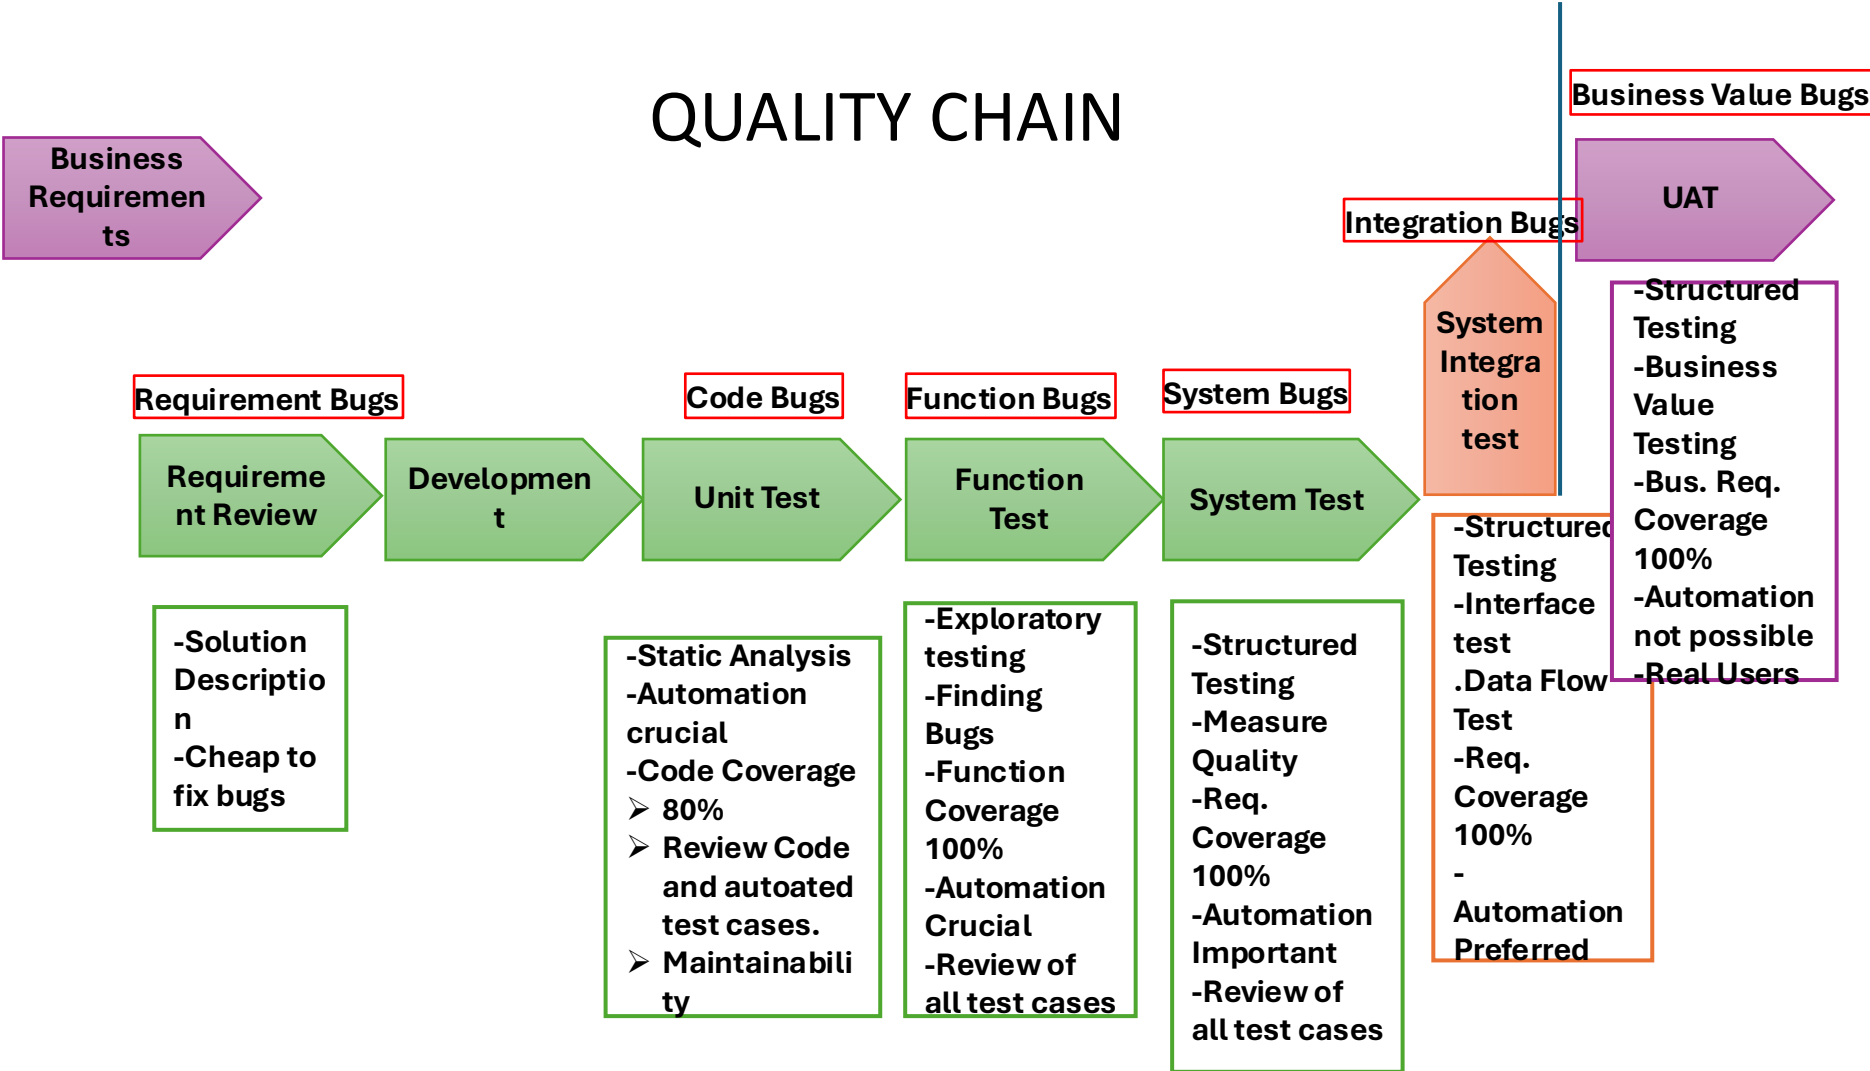 QUALITY CHAIN
Business Value Bugs
Business
Requiremen
ts
UAT
Integration Bugs
System
Integra
tion
test
Requirement Bugs
Code Bugs
Function Bugs
System Bugs
Requireme
nt Review
Developmen
t
Unit Test
Function
Test
System Test
-Solution
Descriptio
n
-Cheap to
fix bugs
-Static Analysis
-Automation
crucial
-Code Coverage
➢ 80%
➢ Review Code
and autoated
test cases.
➢ Maintainabili
ty
-Exploratory
testing
-Finding
Bugs
-Function
Coverage
100%
-Automation
Crucial
-Review of
all test cases
-Structured
Testing
-Measure
Quality
-Req.
Coverage
100%
-Automation
Important
-Review of
all test cases
-Structured
Testing
-Interface
test
.Data Flow
Test
-Req.
Coverage
100%
-
Automation
Preferred
-Structured
Testing
-Business
Value
Testing
-Bus. Req.
Coverage
100%
-Automation
not possible
-Real Users